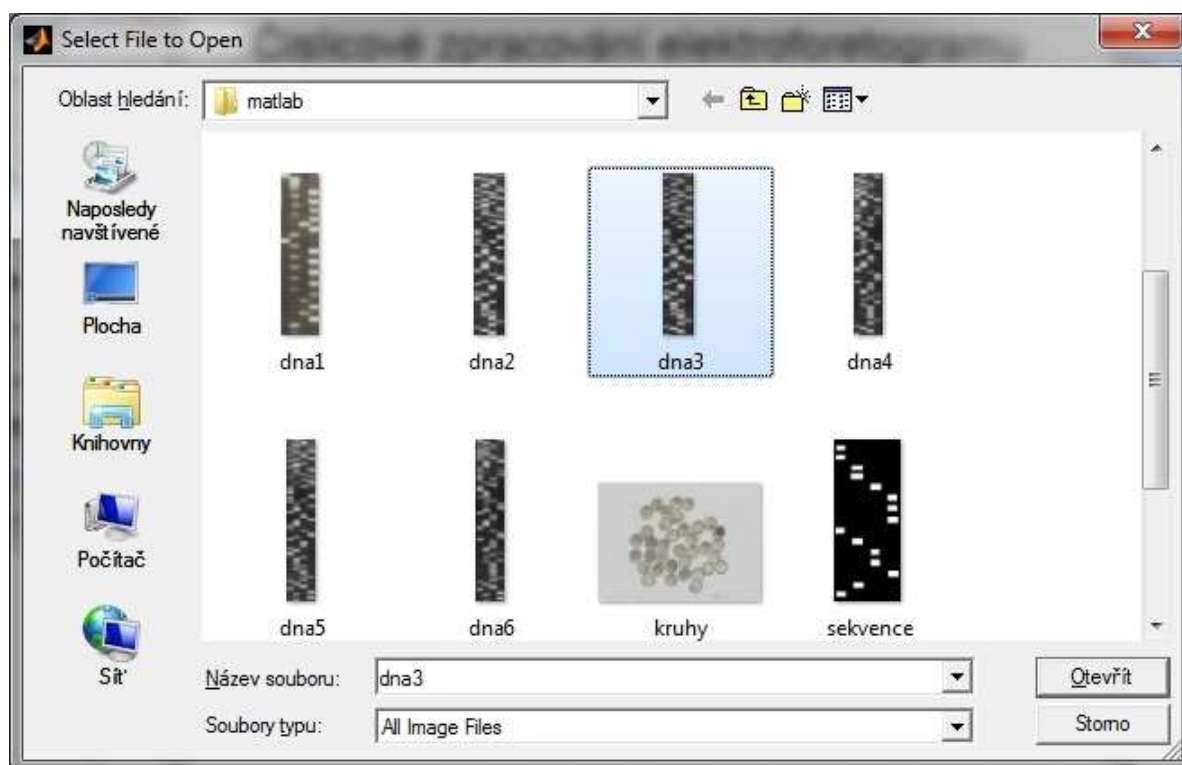 Select File to Open
Oblast hledání:
matlab
Naposledy
navštívené
Plocha
Knihovny
Počítač
Síť
dna1
dna2
dna3
dna4
dna5
dna6
kruhy
sekvence
Název souboru:
dna3
Otevřít
Soubory typu:
All Image Files
Storno